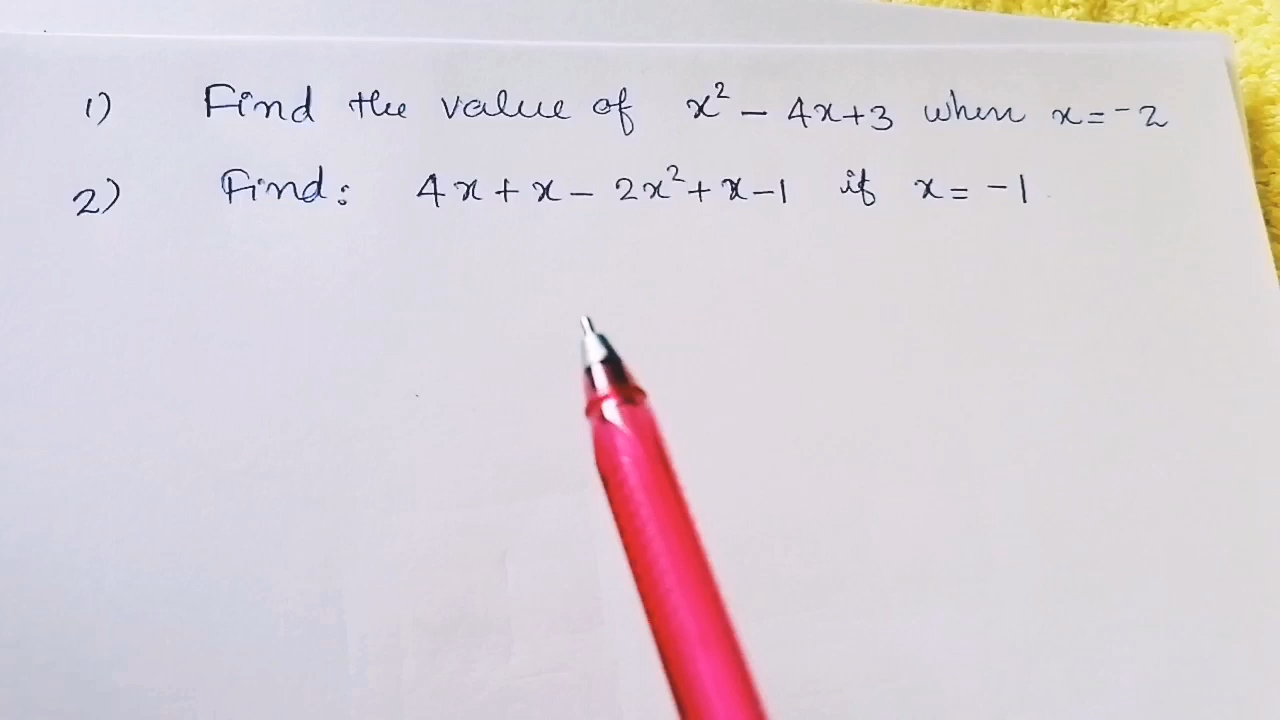 1) Find the value of x² - 4x+3 when x=-2
2) Find: 4x + x - 2x² + x - 1 if x = -1